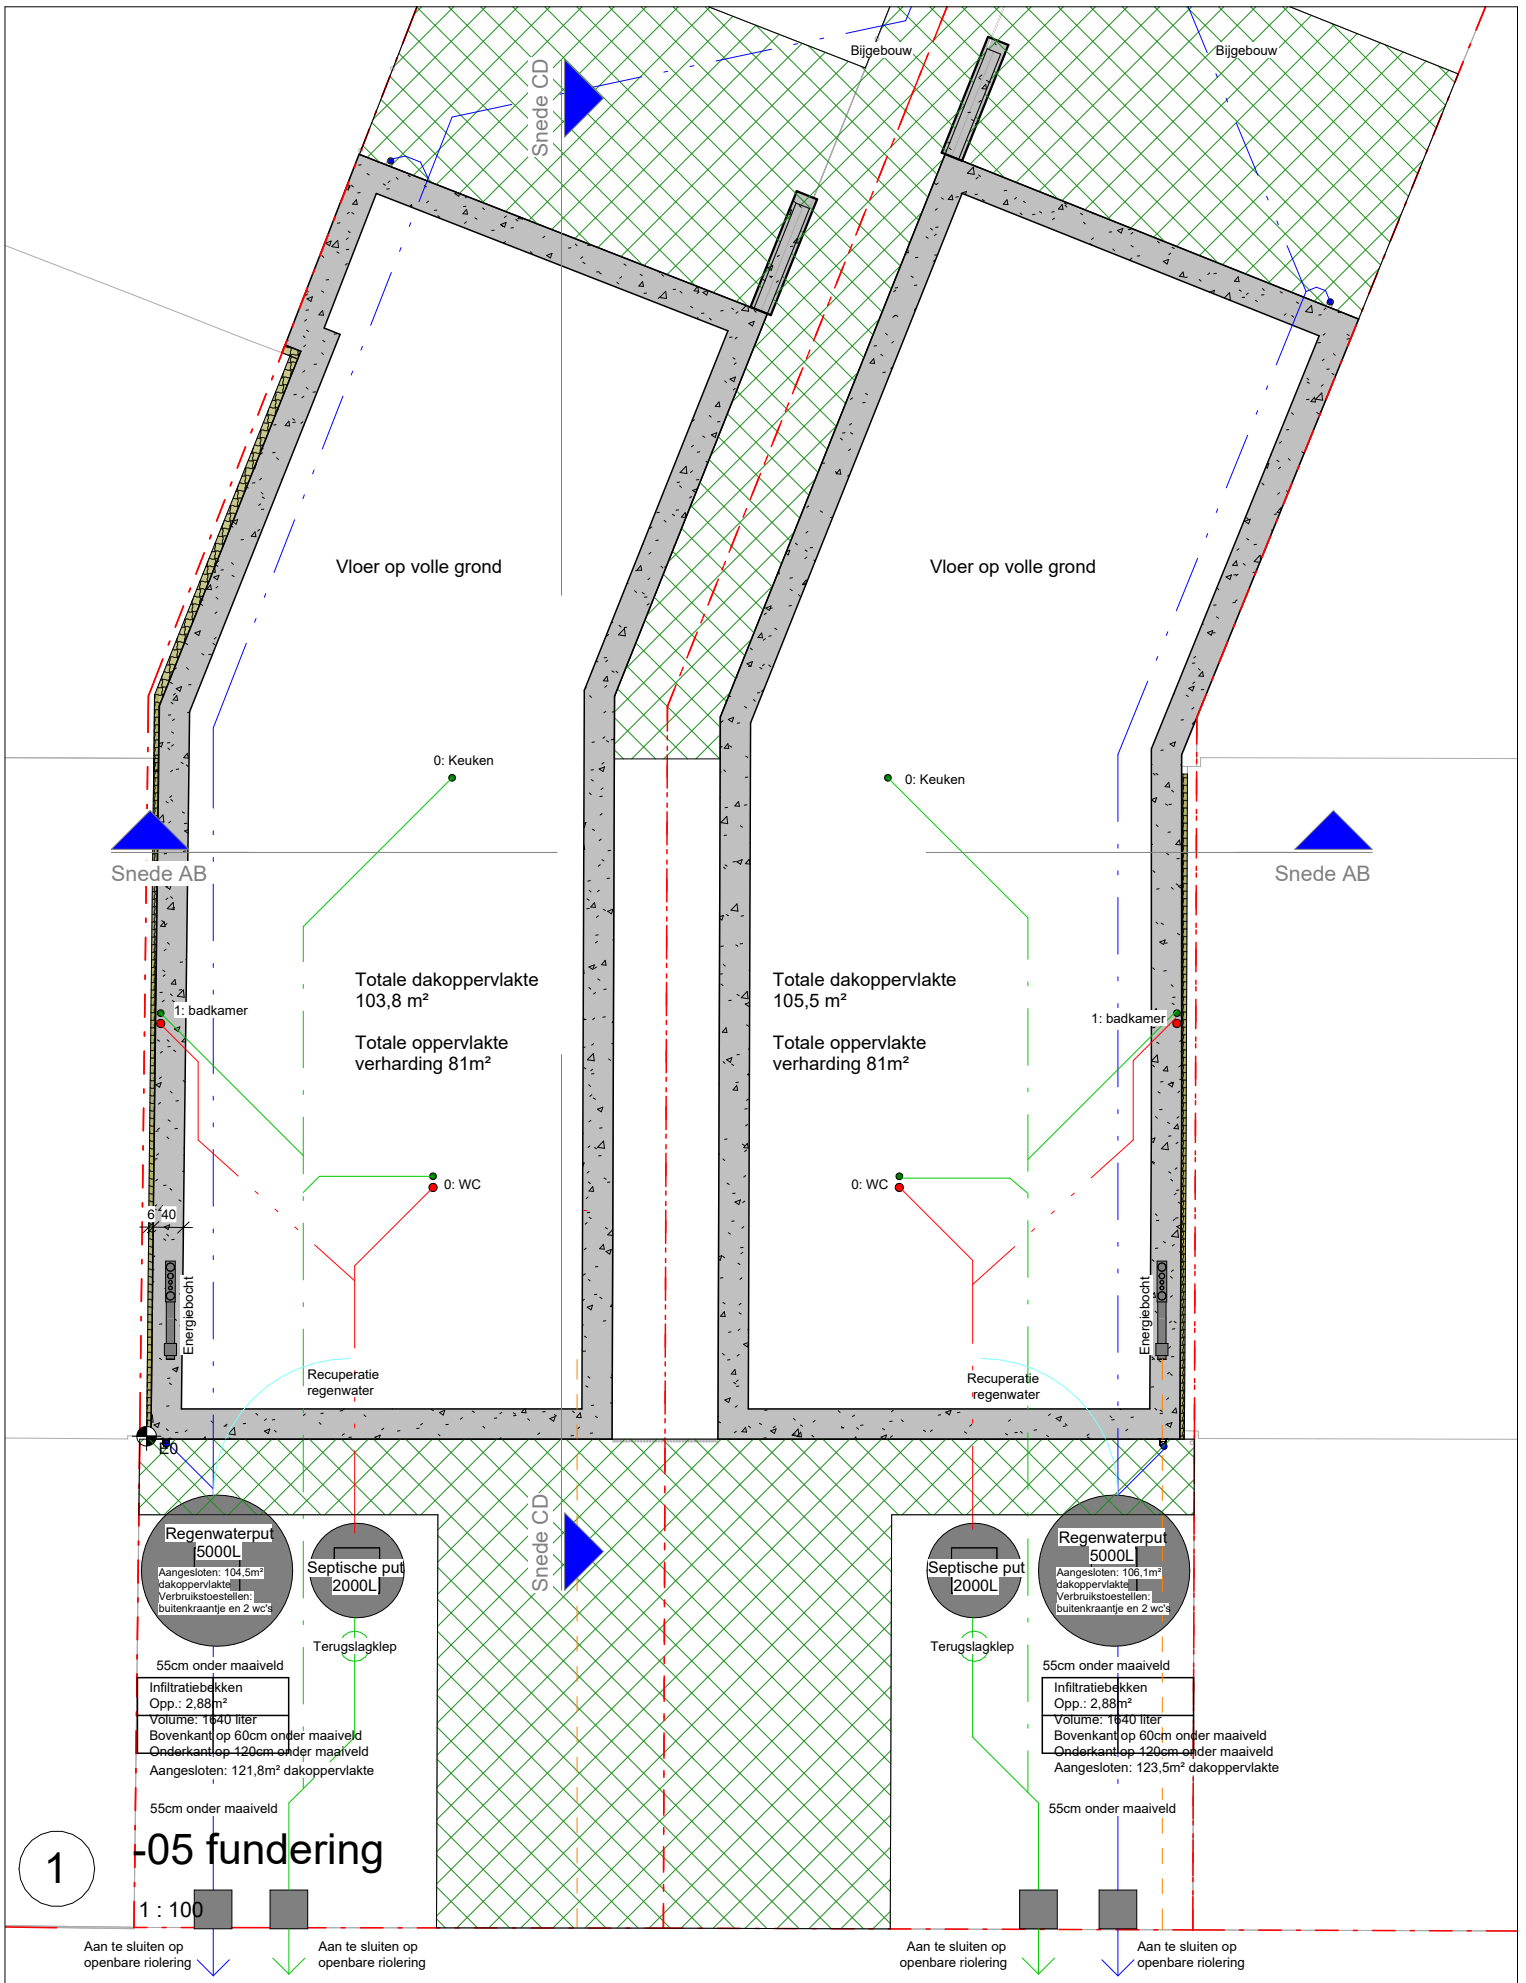 Bijgebouw
Bijgebouw
Snede CD
Vloer op volle grond
Vloer op volle grond
0: Keuken
0: Keuken
Snede AB
Snede AB
Totale dakoppervlakte
103,8 m²
Totale oppervlakte
verharding 81m²
Totale dakoppervlakte
105,5 m²
Totale oppervlakte
verharding 81m²
1: badkamer
1: badkamer
0: WC
0: WC
6 40
Energiebocht
Energiebocht
Recuperatie
regenwater
Recuperatie
regenwater
E0
Snede CD
Regenwaterput
5000L
Aangesloten: 104,5m²
dakoppervlakte
Verbruikstoestellen:
buitenkraantje en 2 wc's
Septische put
2000L
Septische put
2000L
Regenwaterput
5000L
Aangesloten: 106,1m²
dakoppervlakte
Verbruikstoestellen:
buitenkraantje en 2 wc's
Terugslagklep
Terugslagklep
55cm onder maaiveld
Infiltratiebekken
Opp.: 2,88m²
Volume: 1640 liter
Bovenkant op 60cm onder maaiveld
Onderkant op 120cm onder maaiveld
Aangesloten: 121,8m² dakoppervlakte
55cm onder maaiveld
55cm onder maaiveld
Infiltratiebekken
Opp.: 2,88m²
Volume: 1640 liter
Bovenkant op 60cm onder maaiveld
Onderkant op 120cm onder maaiveld
Aangesloten: 123,5m² dakoppervlakte
55cm onder maaiveld
1
-05 fundering
1 : 100
Aan te sluiten op
openbare riolering
Aan te sluiten op
openbare riolering
Aan te sluiten op
openbare riolering
Aan te sluiten op
openbare riolering